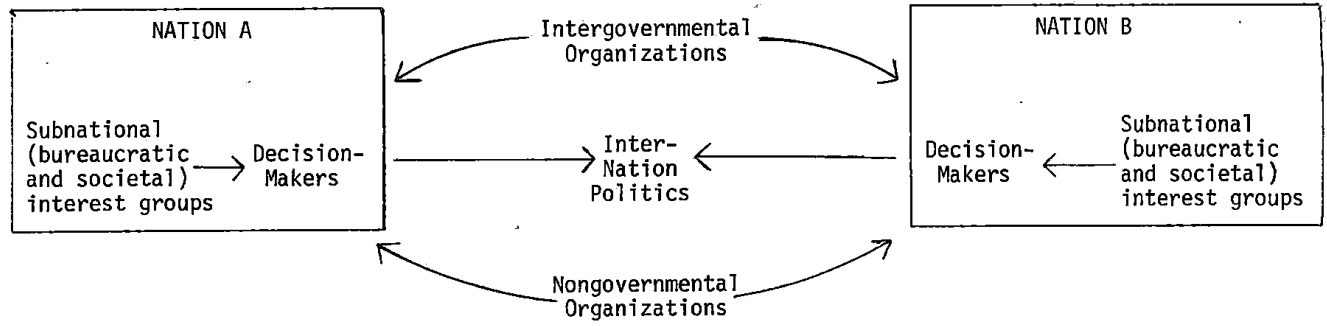 NATION A
Intergovernmental
Organizations
NATION B
Subnational
(bureaucratic
and societal)
interest groups
Decision-
Makers
Inter-
Nation
Politics
Decision-
Makers
Subnational
(bureaucratic
and societal)
interest groups
Nongovernmental
Organizations